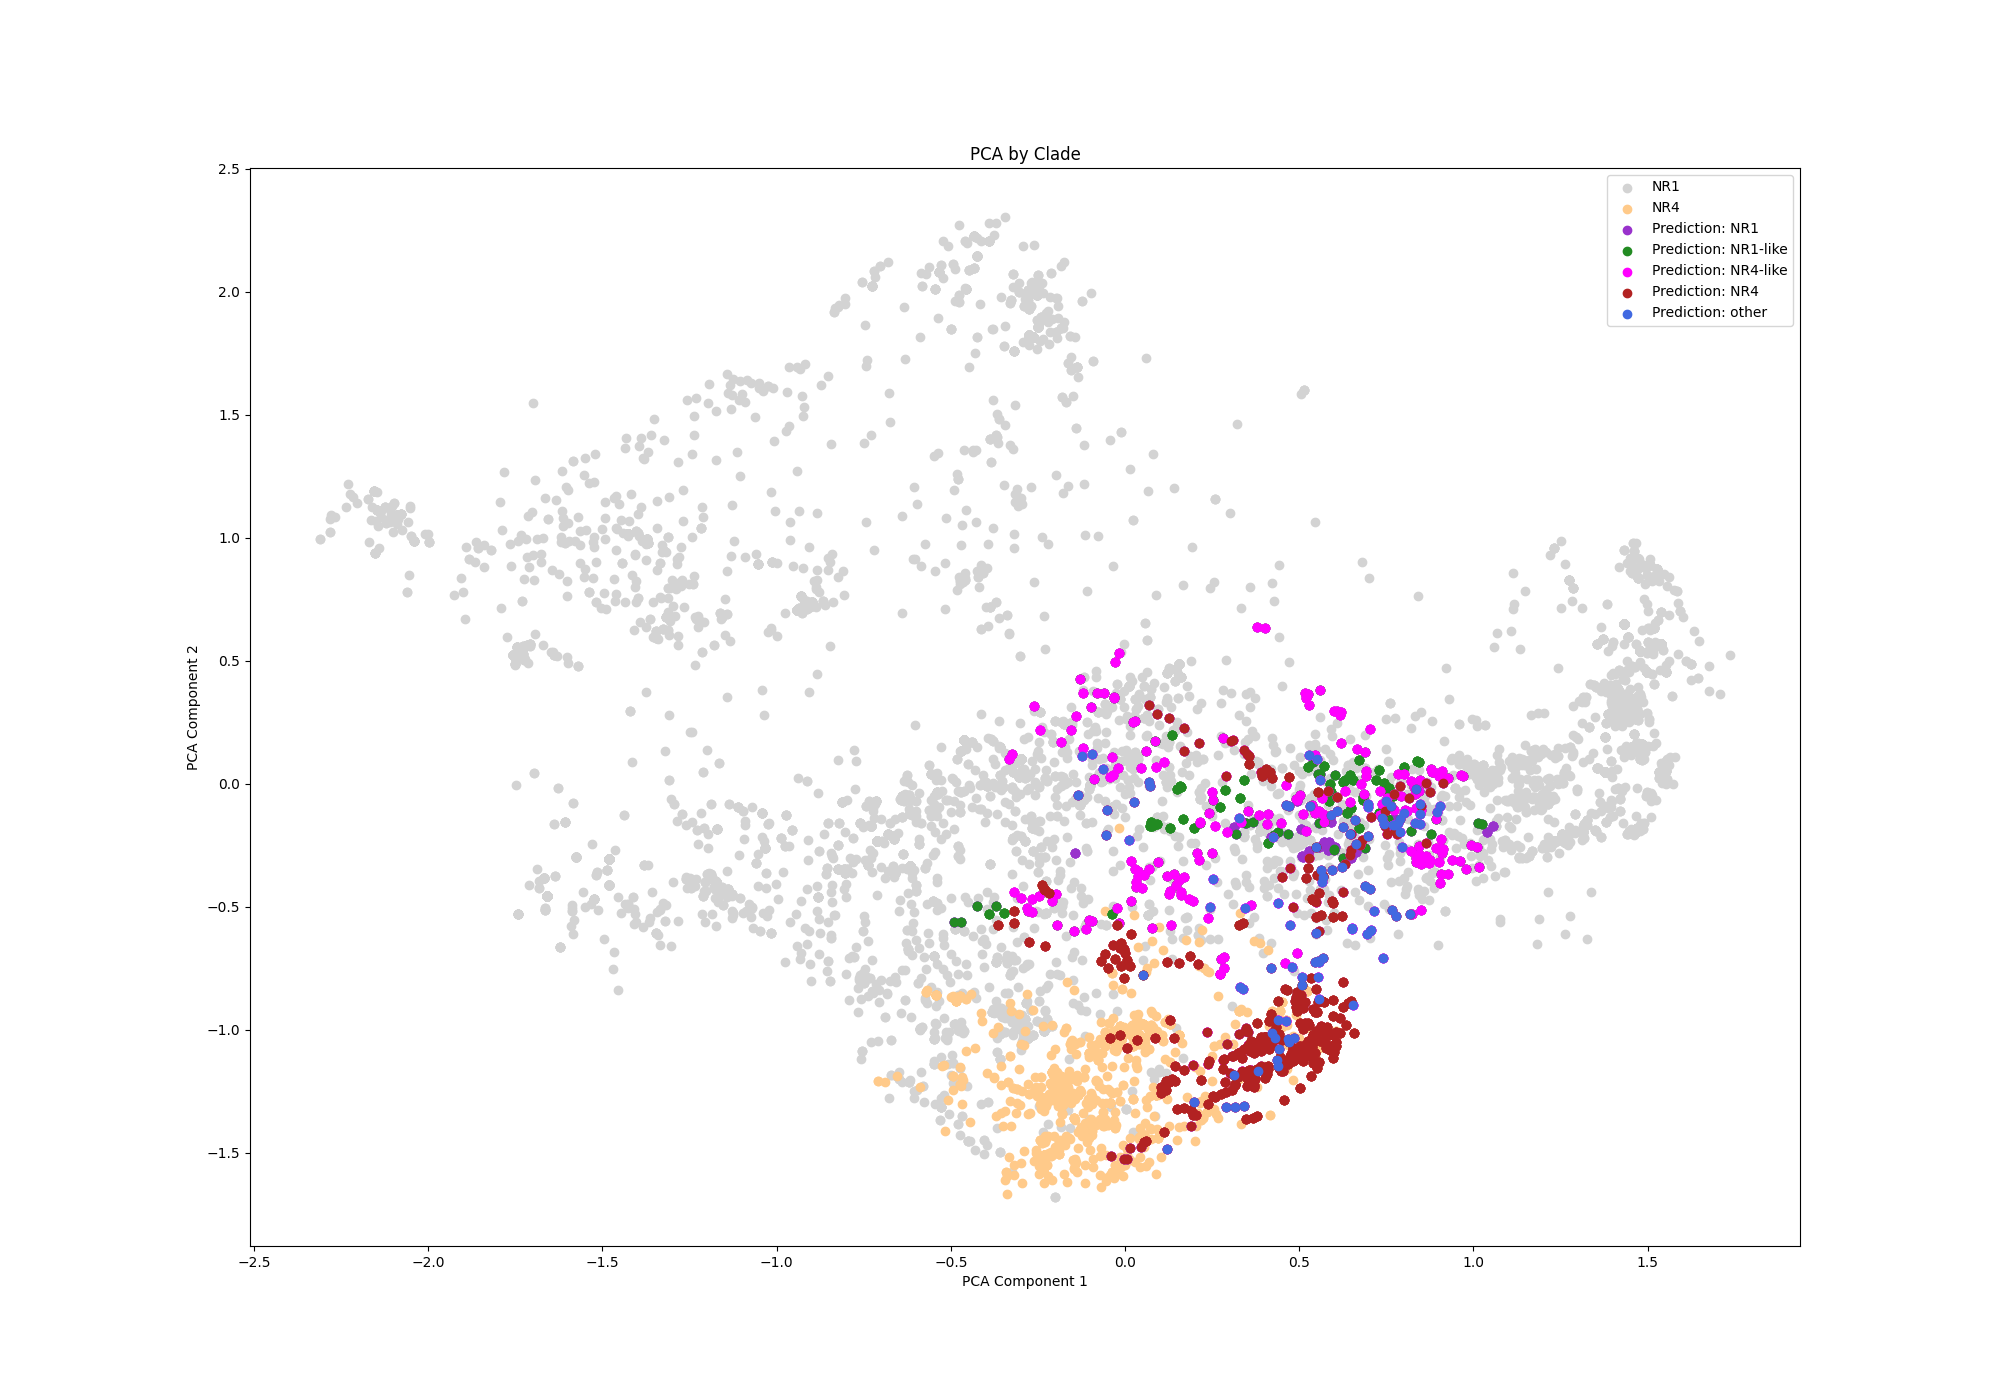 PCA by Clade
2.5
2.0
1.5
1.0
0.5
0.0
−0.5
−1.0
−1.5
PCA Component 2
−2.5
−2.0
−1.5
−1.0
−0.5
0.0
0.5
1.0
1.5
PCA Component 1
NR1
NR4
Prediction: NR1
Prediction: NR1-like
Prediction: NR4-like
Prediction: NR4
Prediction: other